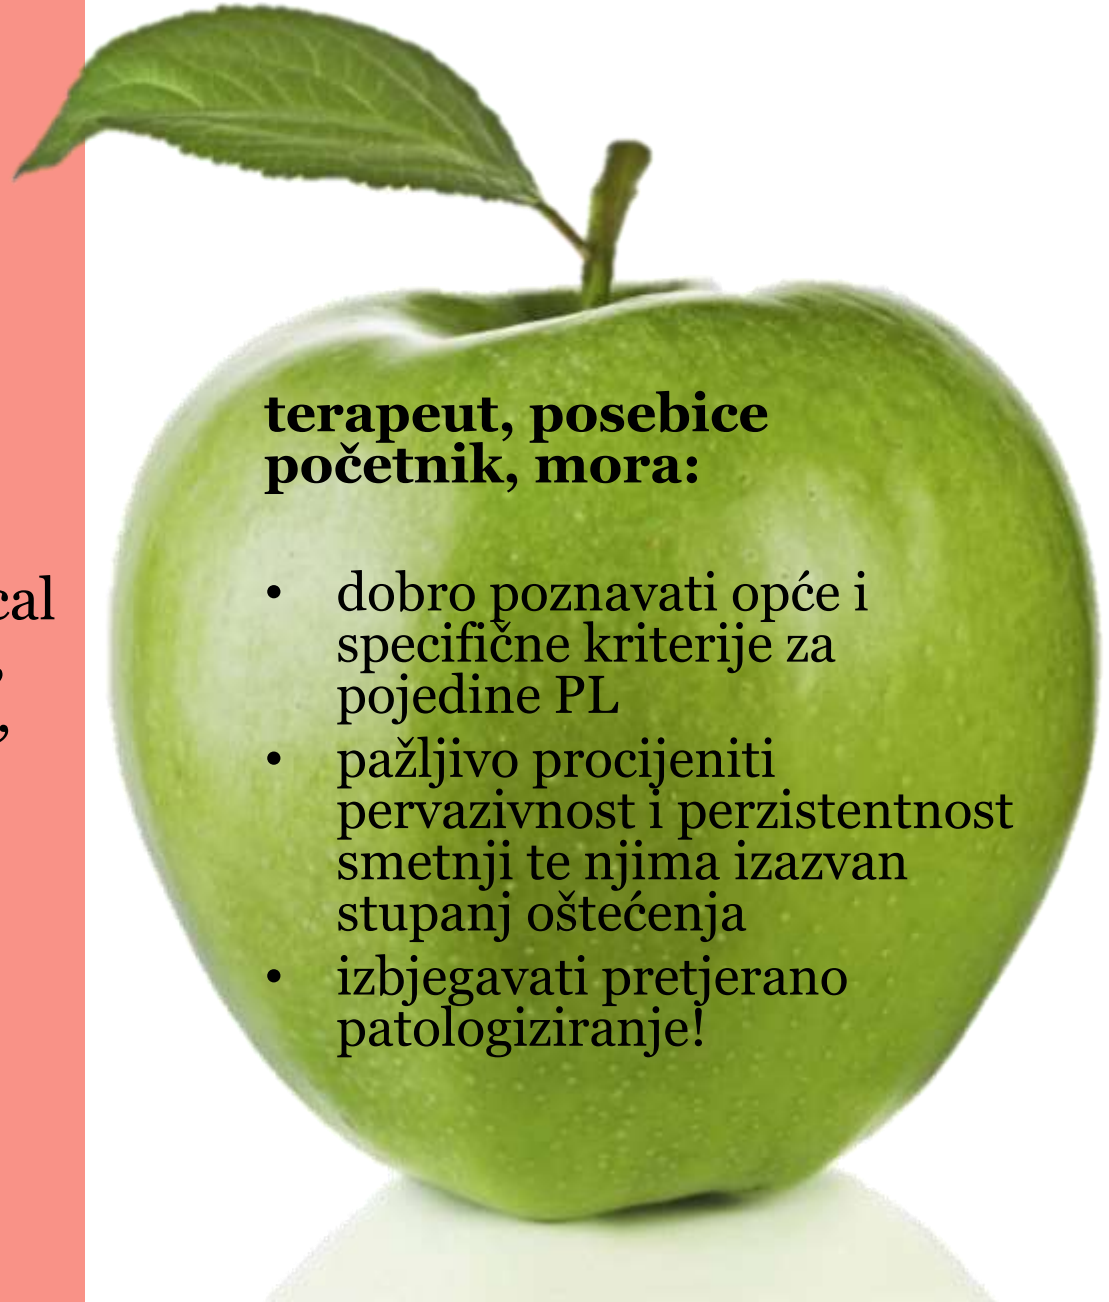 terapeut, posebice
početnik, mora:
• dobro poznavati opće i
specifične kriterije za
pojedine PL
• pažljivo procijeniti
pervazivnost i perzistentnost
smetnji te njima izazvan
stupanj oštećenja
• izbjegavati pretjerano
patologiziranje!